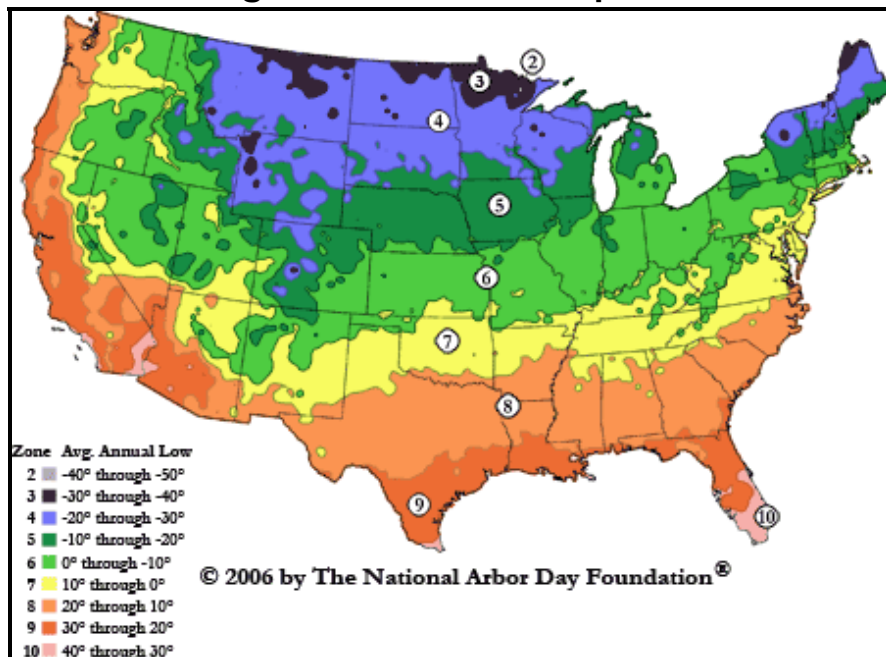 2
3
4
5
6
7
8
9
10
Zone Avg. Annual Low
2 -40° through -50°
3 -30° through -40°
4 -20° through -30°
5 -10° through -20°
6 0° through -10°
7 10° through 0°
8 20° through 10°
9 30° through 20°
10 40° through 30°
© 2006 by The National Arbor Day Foundation®